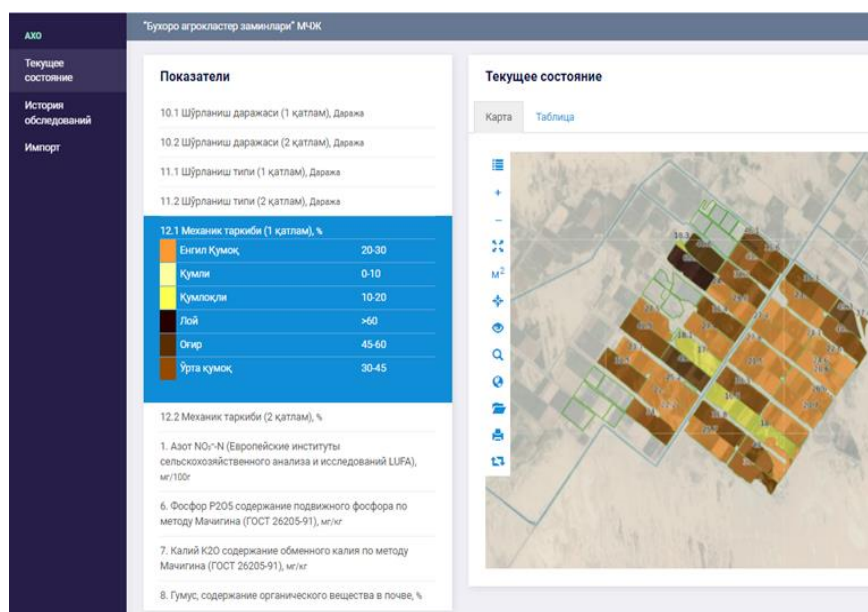 "Бухоро агрокластер заминлари" МЧЖ
АХО
Текущее
состояние
История
обследований
Импорт
Показатели
10.1 Шўрланиш даражаси (1 қатлам), Даража
10.2 Шўрланиш даражаси (2 қатлам), Даража
11.1 Шўрланиш типи (1 қатлам), Даража
11.2 Шўрланиш типи (2 қатлам), Даража
12.1 Механик таркиби (1 қатлам), %
Енгил Қумоқ 20-30
Қумли 0-10
Қумлоқли 10-20
Лой >60
Оғир 45-60
Ўрта қумоқ 30-45
12.2 Механик таркиби (2 қатлам), %
1. Азот NO₃⁻-N (Европейские институты
сельскохозяйственного анализа и исследований LUFA),
мг/100г
6. Фосфор P2O5 содержание подвижного фосфора по
методу Мачигина (ГОСТ 26205-91), мг/кг
7. Калий K2O содержание обменного калия по методу
Мачигина (ГОСТ 26205-91), мг/кг
8. Гумус, содержание органического вещества в почве, %
Текущее состояние
Карта Таблица
M²